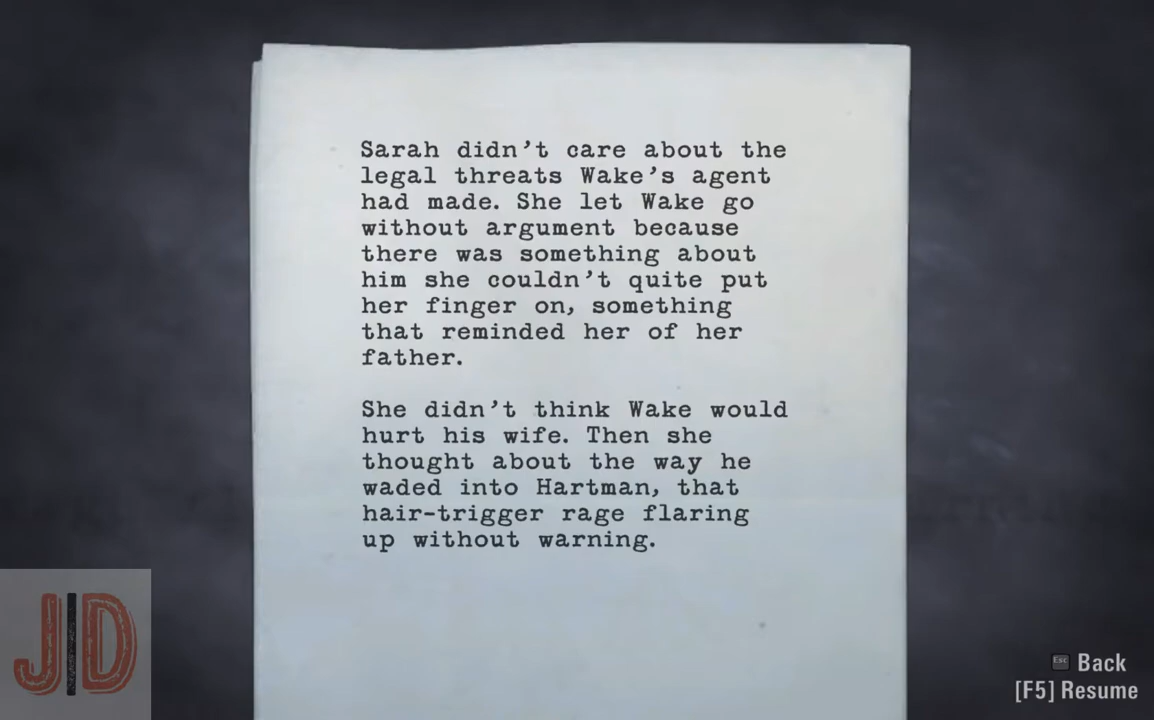 Sarah didn't care about the
legal threats Wake's agent
had made. She let Wake go
without argument because
there was something about
him she couldn't quite put
her finger on, something
that reminded her of her
father.
She didn't think Wake would
hurt his wife. Then she
thought about the way he
waded into Hartman, that
hair-trigger rage flaring
up without warning.
J|D
Esc Back
[F5] Resume